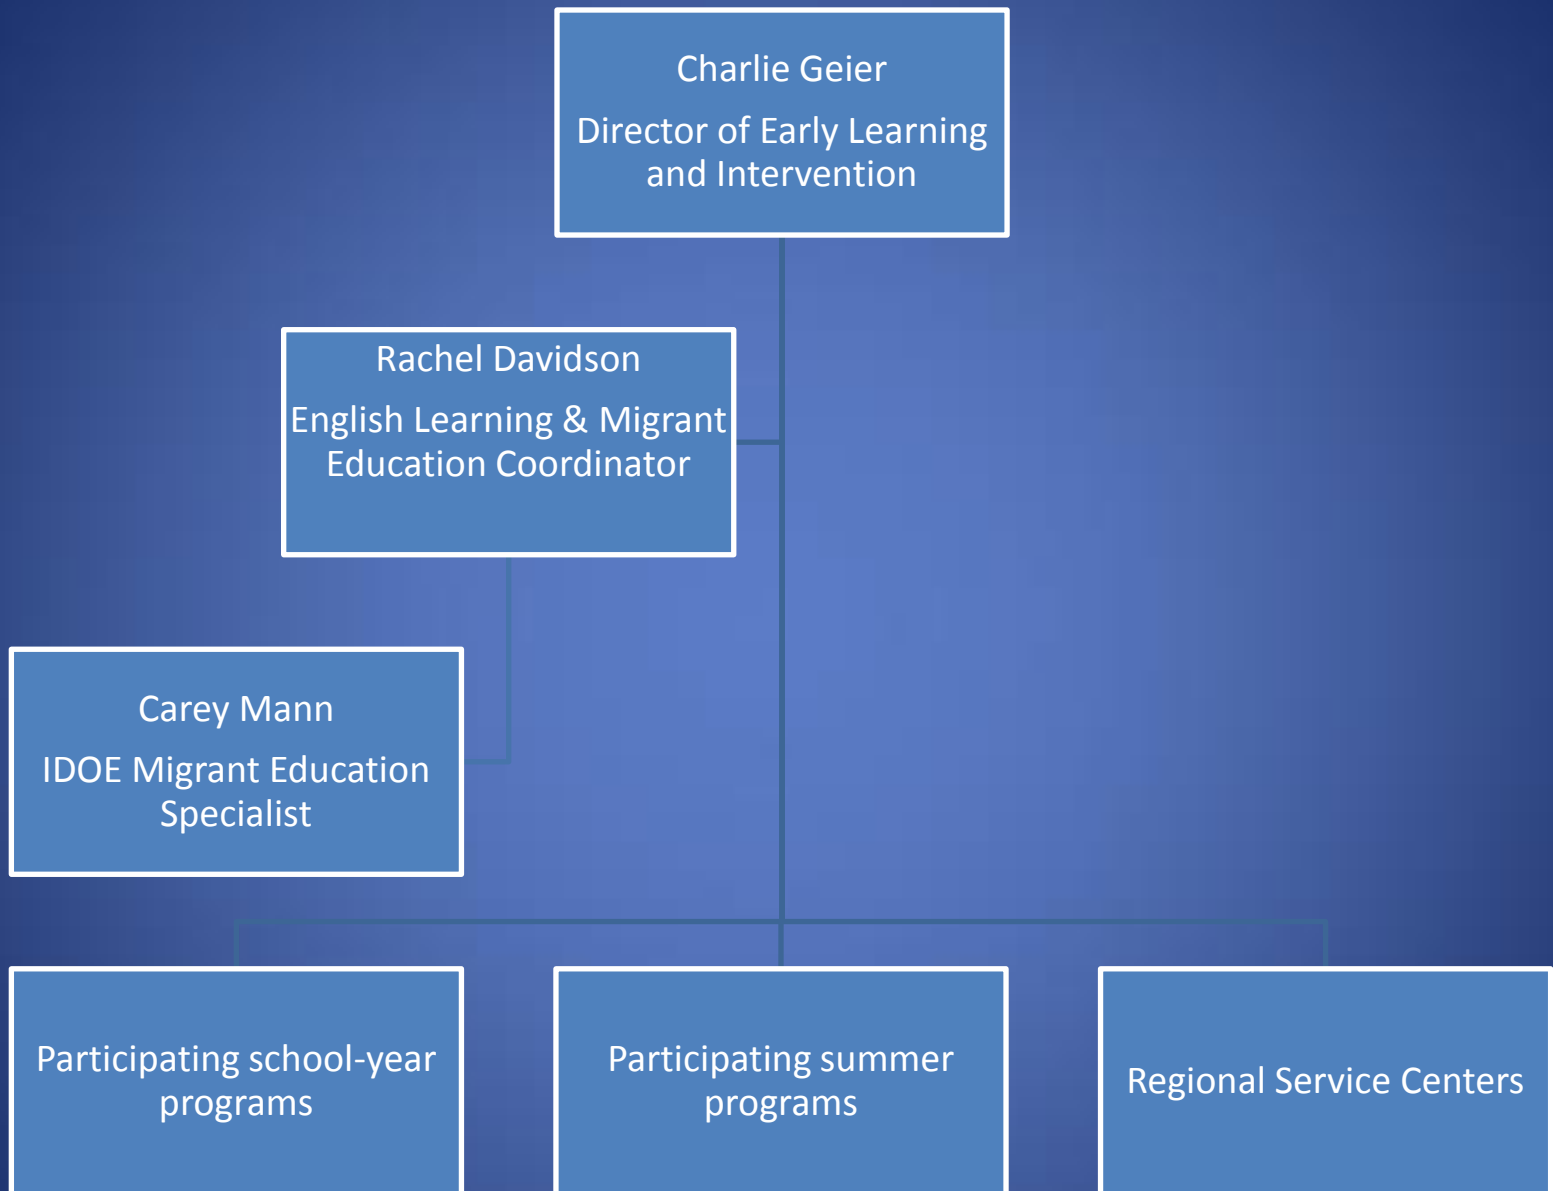 Charlie Geier
Director of Early Learning
and Intervention
Rachel Davidson
English Learning & Migrant
Education Coordinator
Carey Mann
IDOE Migrant Education
Specialist
Participating school-year
programs
Participating summer
programs
Regional Service Centers